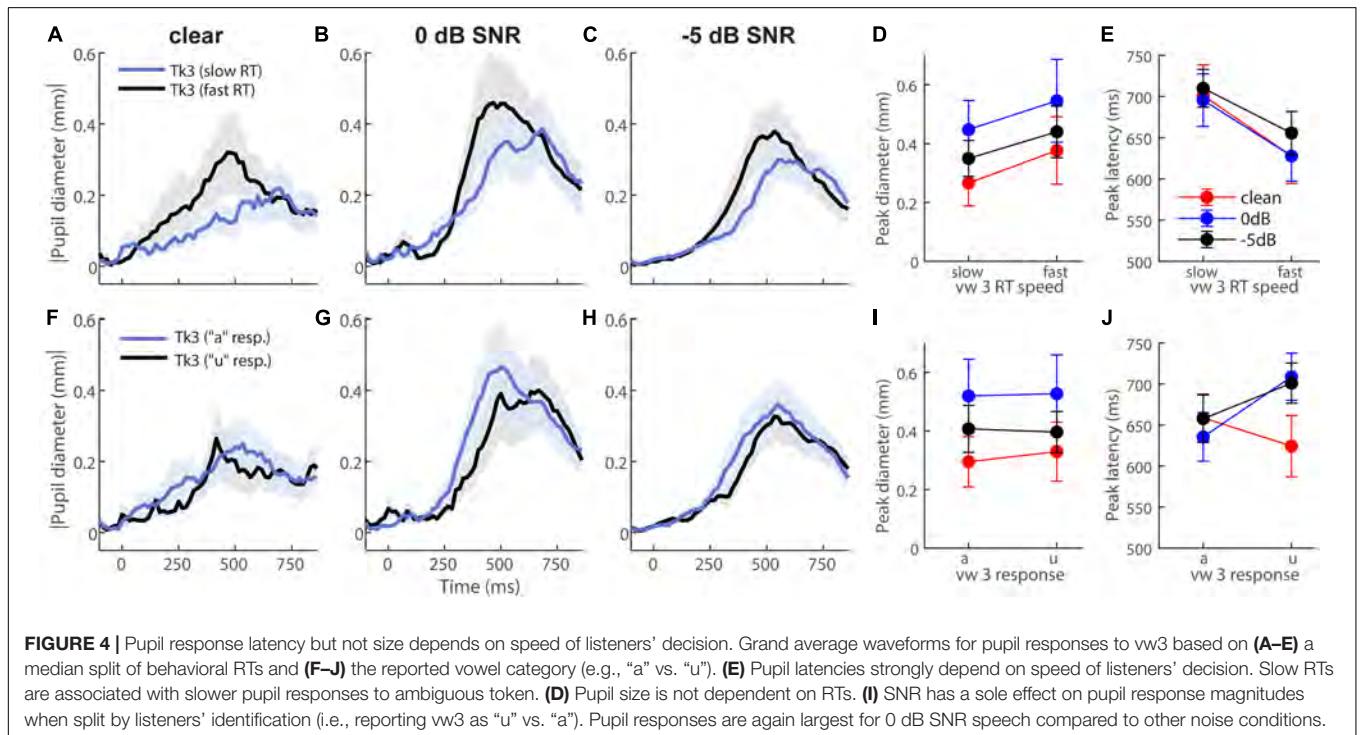 A clear
B 0 dB SNR
C -5 dB SNR
D
E
|Pupil diameter (mm)|
0.6
0.4
0.2
0
Tk3 (slow RT)
Tk3 (fast RT)
0.6
0.4
0.2
0
0.6
0.4
0.2
0
Peak diameter (mm)
0.6
0.4
0.2
0
slow fast
vw 3 RT speed
Peak latency (ms)
750
700
650
600
550
500
clean
0dB
-5dB
slow fast
vw 3 RT speed
F
G
H
I
J
|Pupil diameter (mm)|
0.6
0.4
0.2
0
Tk3 ("a" resp.)
Tk3 ("u" resp.)
0 250 500 750
0.6
0.4
0.2
0
0 250 500 750
Time (ms)
0.6
0.4
0.2
0
0 250 500 750
Peak diameter (mm)
0.6
0.4
0.2
0
a u
vw 3 response
Peak latency (ms)
750
700
650
600
550
500
a u
vw 3 response
FIGURE 4 | Pupil response latency but not size depends on speed of listeners' decision. Grand average waveforms for pupil responses to vw3 based on (A–E) a
median split of behavioral RTs and (F–J) the reported vowel category (e.g., "a" vs. "u"). (E) Pupil latencies strongly depend on speed of listeners' decision. Slow RTs
are associated with slower pupil responses to ambiguous token. (D) Pupil size is not dependent on RTs. (I) SNR has a sole effect on pupil response magnitudes
when split by listeners' identification (i.e., reporting vw3 as "u" vs. "a"). Pupil responses are again largest for 0 dB SNR speech compared to other noise conditions.